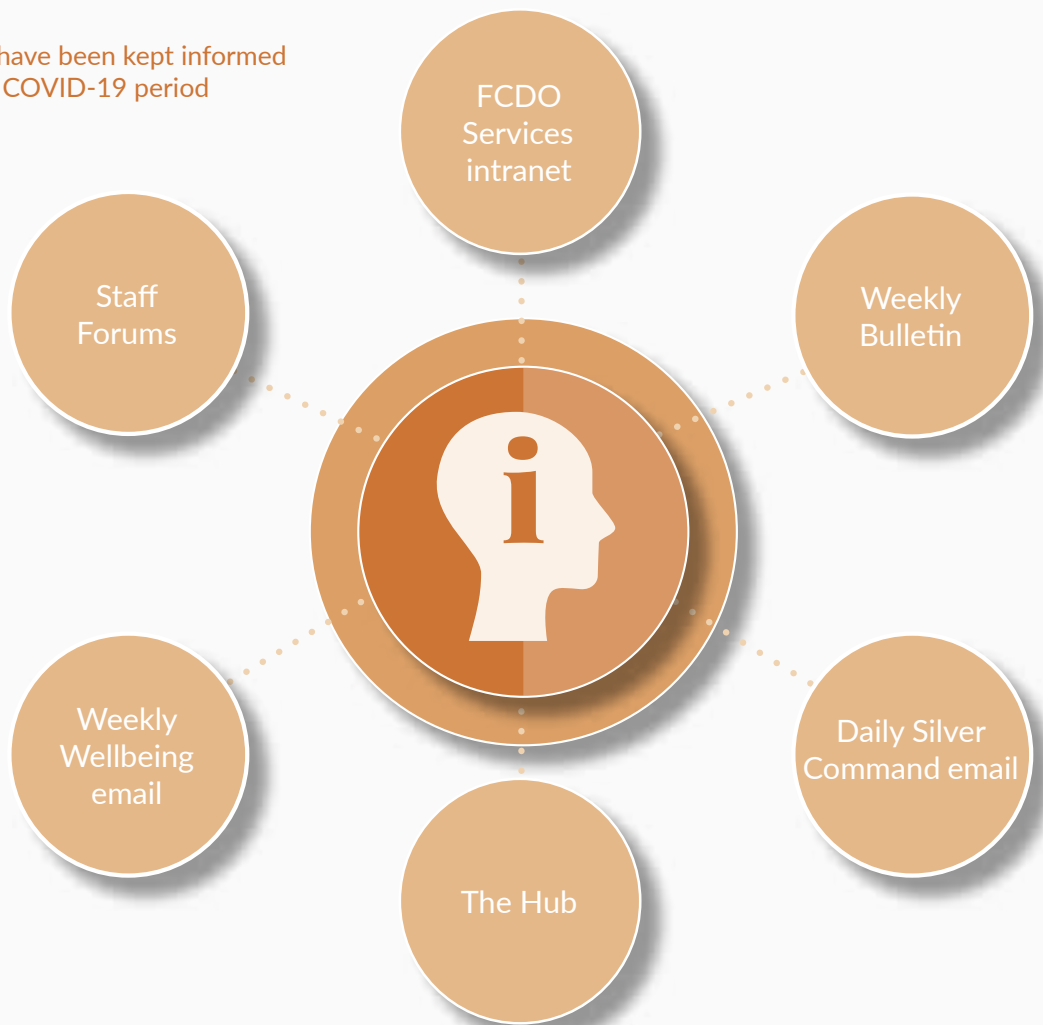 have been kept informed
COVID-19 period
FCDO
Services
intranet
Staff
Forums
Weekly
Bulletin
i
Weekly
Wellbeing
email
Daily Silver
Command email
The Hub